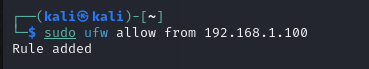 ┌──(kali㉿kali)-[~]
└─$ sudo ufw allow from 192.168.1.100
Rule added